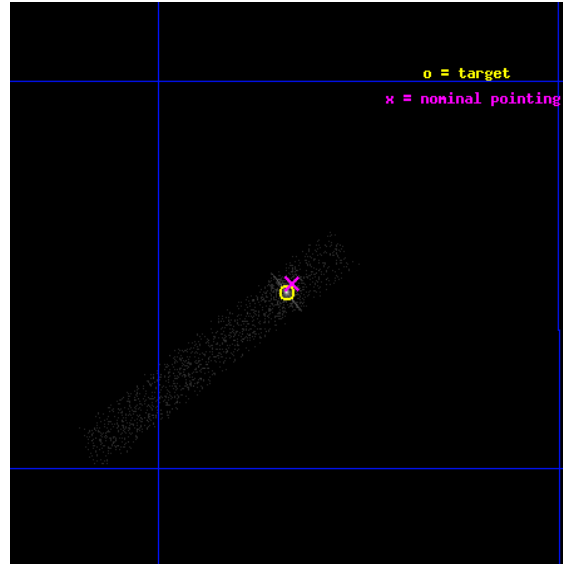 o = target
x = nominal pointing